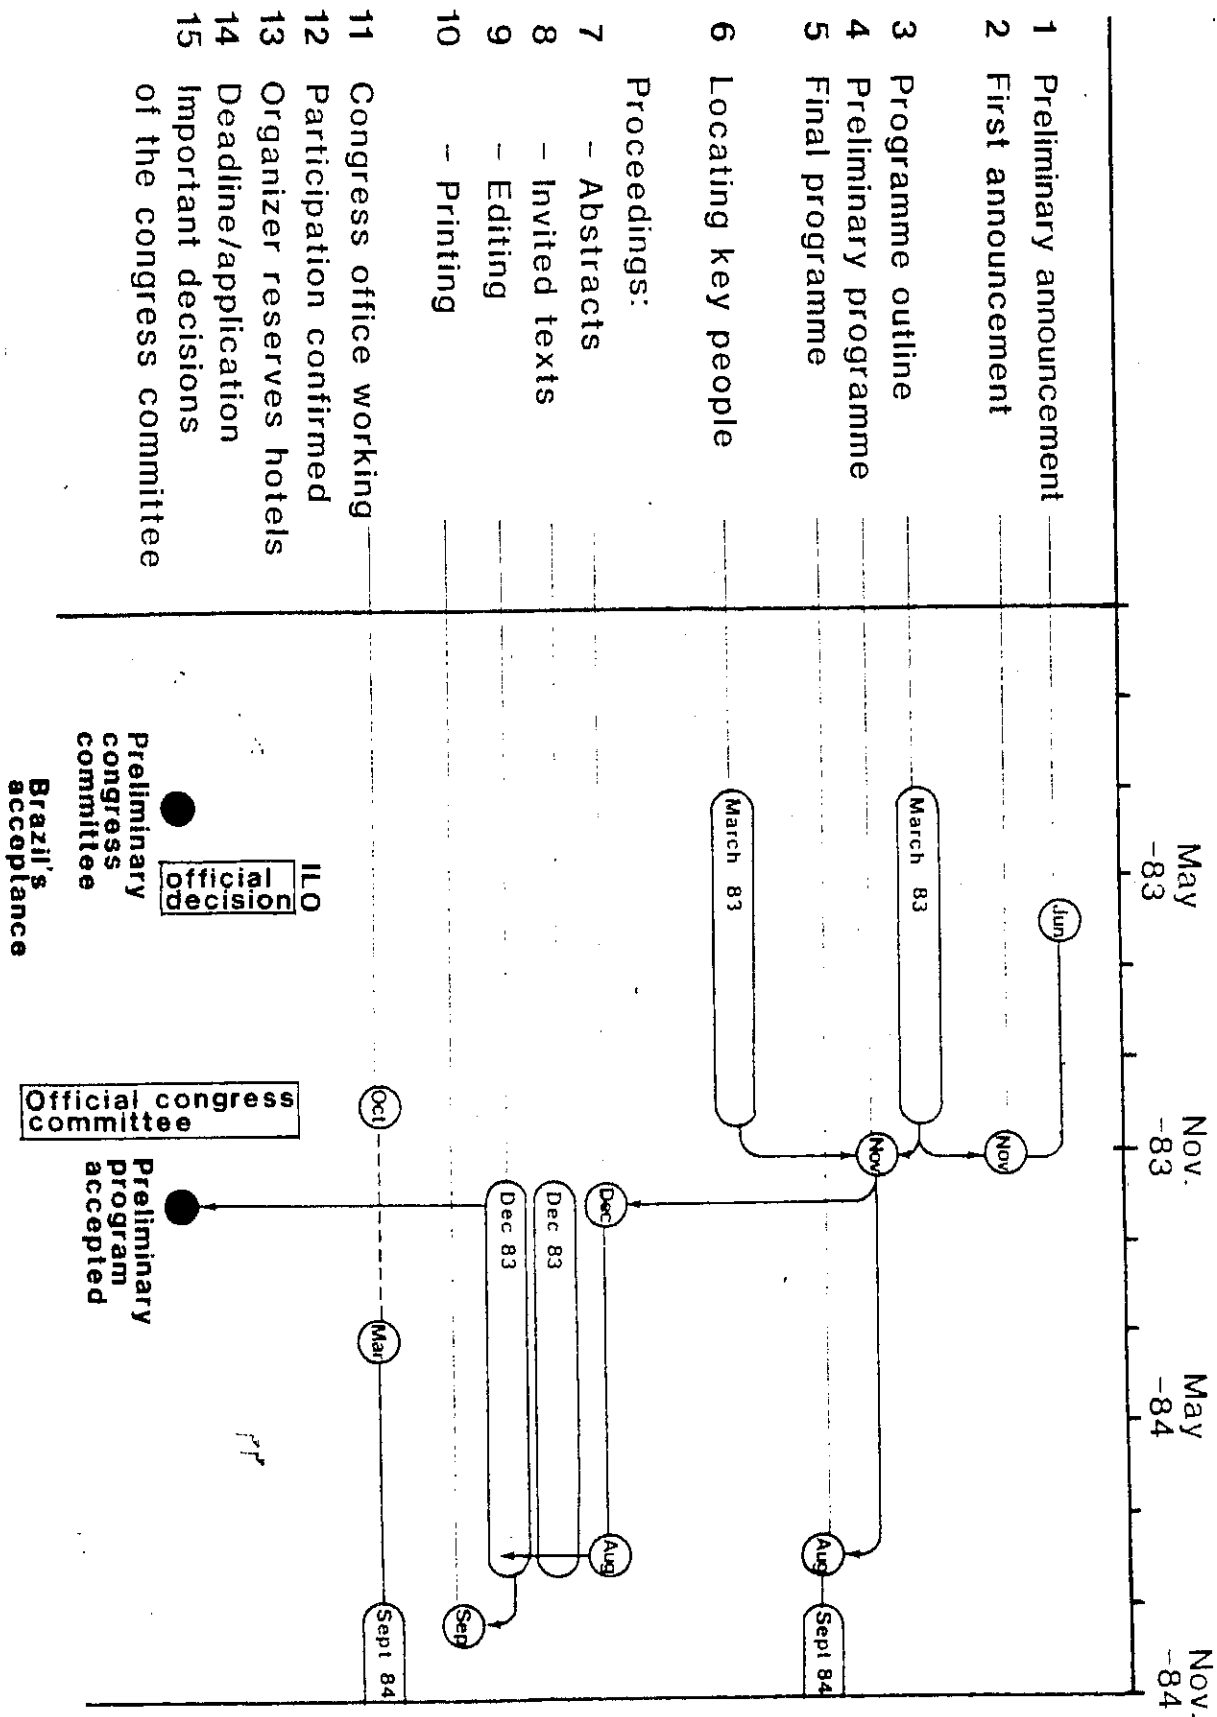 May
-83
Nov.
-83
May
-84
Nov.
-84
1 Preliminary announcement
Jun
2 First announcement
Nov
3 Programme outline
March 83
4 Preliminary programme
Nov
5 Final programme
Aug
Sept 84
6 Locating key people
March 83
Proceedings:
7 - Abstracts
Dec
Aug
8 - Invited texts
Dec 83
9 - Editing
Dec 83
10 - Printing
Sep
11 Congress office working
Oct
Mar
Sept 84
12 Participation confirmed
13 Organizer reserves hotels
14 Deadline/application
15 Important decisions
of the congress committee
ILO
official
decision
Preliminary
congress
committee
Brazil's
acceptance
Official congress
committee
Preliminary
program
accepted